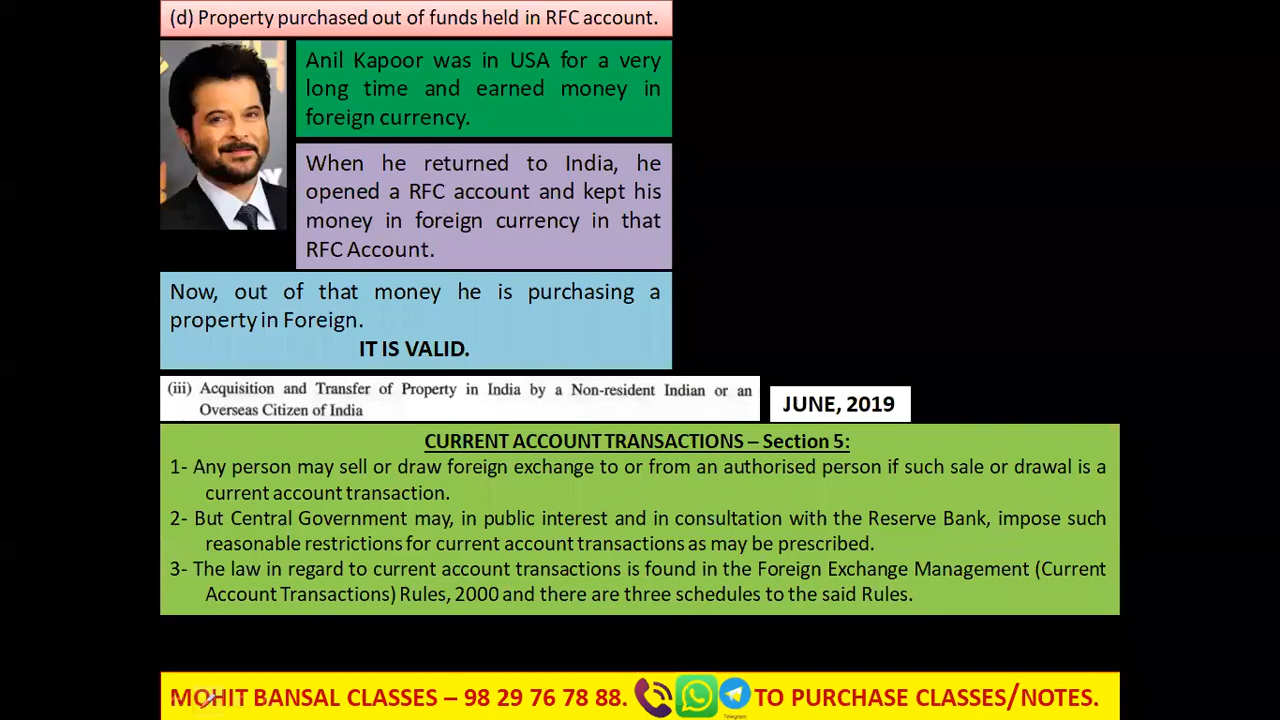 (d) Property purchased out of funds held in RFC account.
Anil Kapoor was in USA for a very
long time and earned money in
foreign currency.
When he returned to India, he
opened a RFC account and kept his
money in foreign currency in that
RFC Account.
Now, out of that money he is purchasing a
property in Foreign.
IT IS VALID.
(iii) Acquisition and Transfer of Property in India by a Non-resident Indian or an
Overseas Citizen of India
JUNE, 2019
CURRENT ACCOUNT TRANSACTIONS – Section 5:
1- Any person may sell or draw foreign exchange to or from an authorised person if such sale or drawal is a
current account transaction.
2- But Central Government may, in public interest and in consultation with the Reserve Bank, impose such
reasonable restrictions for current account transactions as may be prescribed.
3- The law in regard to current account transactions is found in the Foreign Exchange Management (Current
Account Transactions) Rules, 2000 and there are three schedules to the said Rules.
MOHIT BANSAL CLASSES – 98 29 76 78 88. TO PURCHASE CLASSES/NOTES.
Telegram